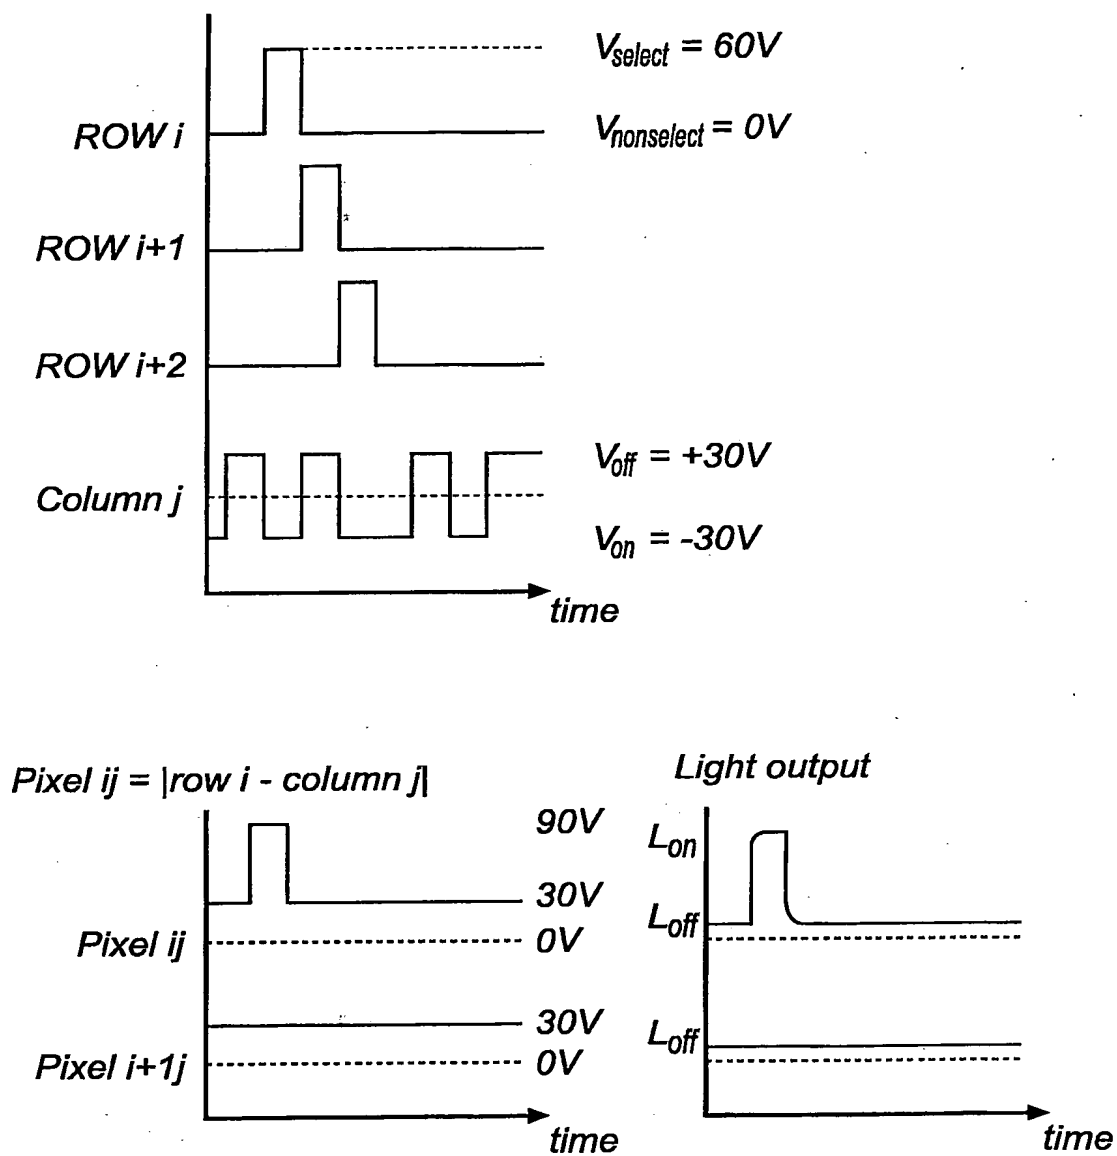 V_select = 60V
ROW i
V_nonselect = 0V
ROW i+1
ROW i+2
V_off = +30V
Column j
V_on = -30V
time
Pixel ij = |row i - column j|
Light output
90V
L_on
30V
L_off
Pixel ij
0V
30V
L_off
Pixel i+1j
0V
time
time